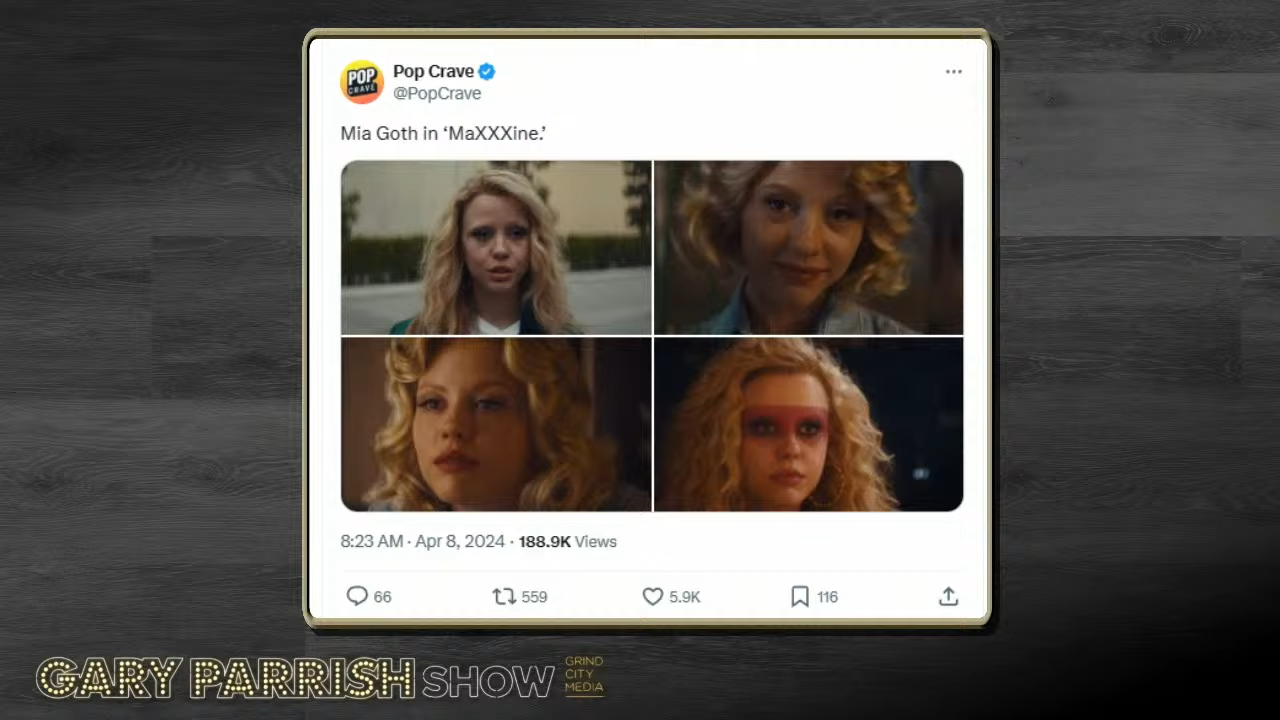 POP
CRAVE
Pop Crave
@PopCrave
Mia Goth in ‘MaXXXine.’
8:23 AM · Apr 8, 2024 · 188.9K Views
66 559 5.9K 116
GARY PARRISH SHOW
GRIND
CITY
MEDIA